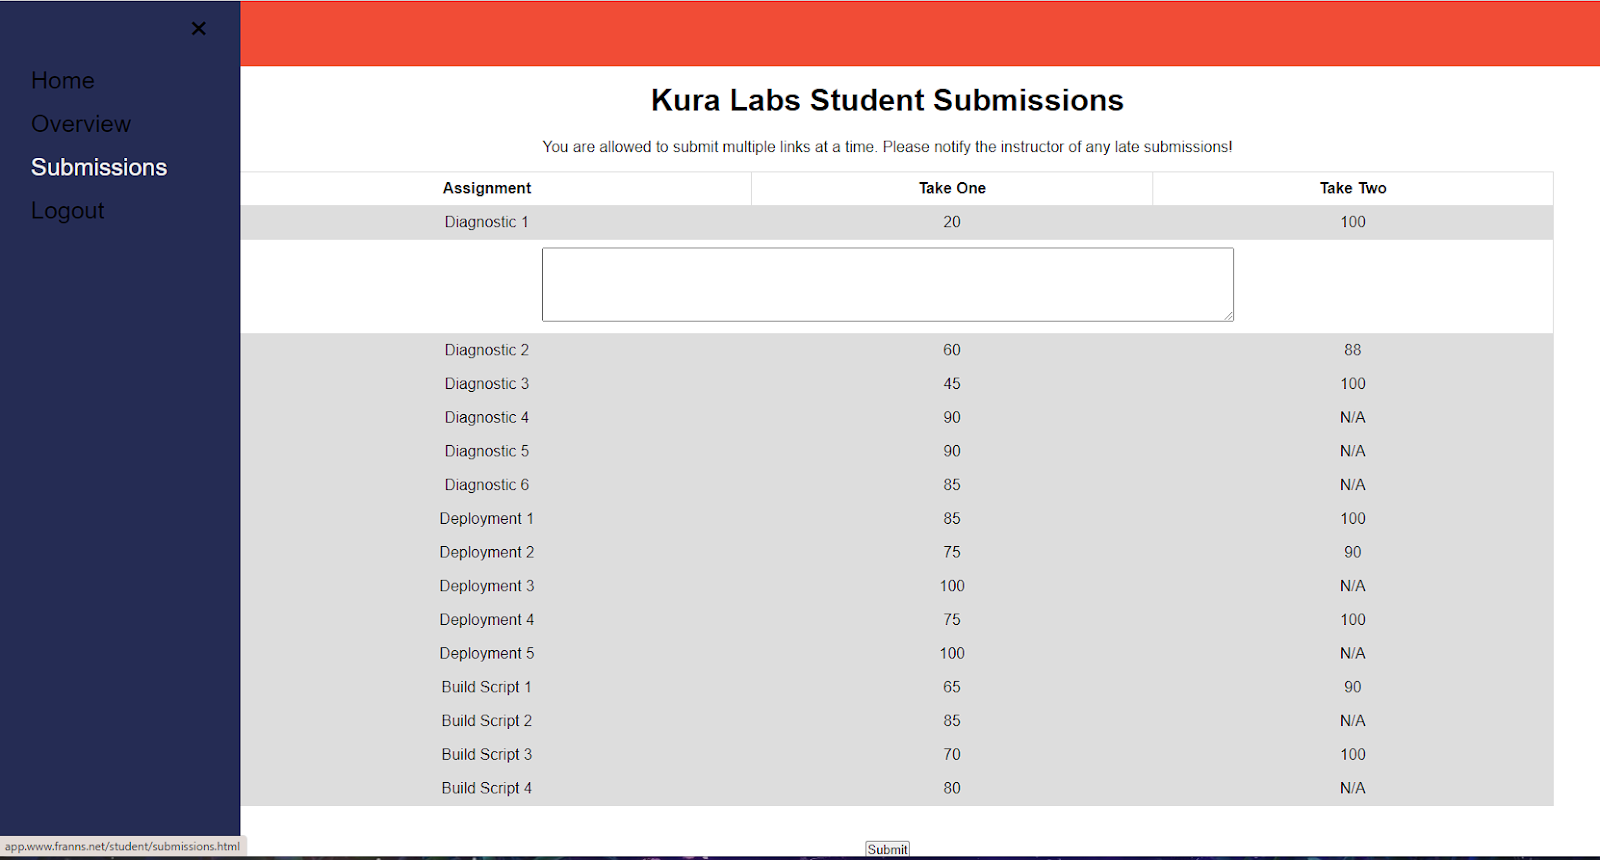 ×
Home
Overview
Submissions
Logout
Kura Labs Student Submissions
You are allowed to submit multiple links at a time. Please notify the instructor of any late submissions!
Assignment Take One Take Two
Diagnostic 1 20 100
Diagnostic 2 60 88
Diagnostic 3 45 100
Diagnostic 4 90 N/A
Diagnostic 5 90 N/A
Diagnostic 6 85 N/A
Deployment 1 85 100
Deployment 2 75 90
Deployment 3 100 N/A
Deployment 4 75 100
Deployment 5 100 N/A
Build Script 1 65 90
Build Script 2 85 N/A
Build Script 3 70 100
Build Script 4 80 N/A
Submit
app.www.franns.net/student/submissions.html